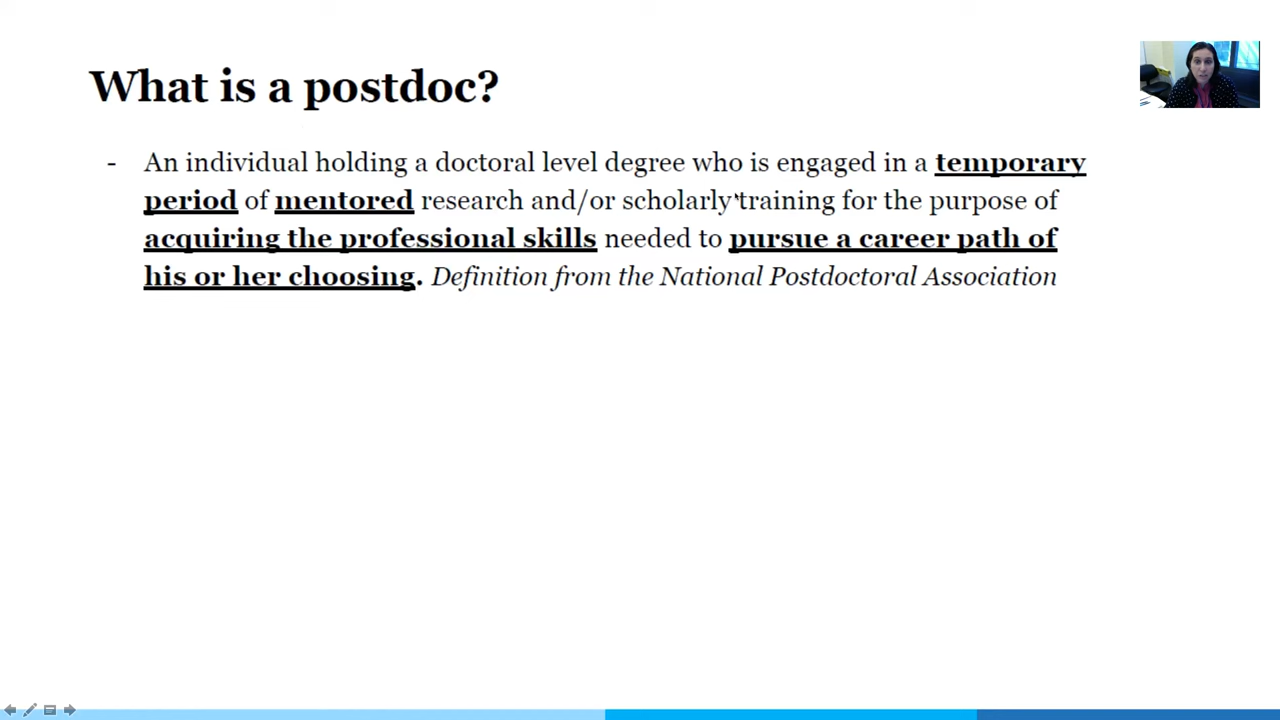 What is a postdoc?
- An individual holding a doctoral level degree who is engaged in a temporary
period of mentored research and/or scholarly training for the purpose of
acquiring the professional skills needed to pursue a career path of
his or her choosing. Definition from the National Postdoctoral Association